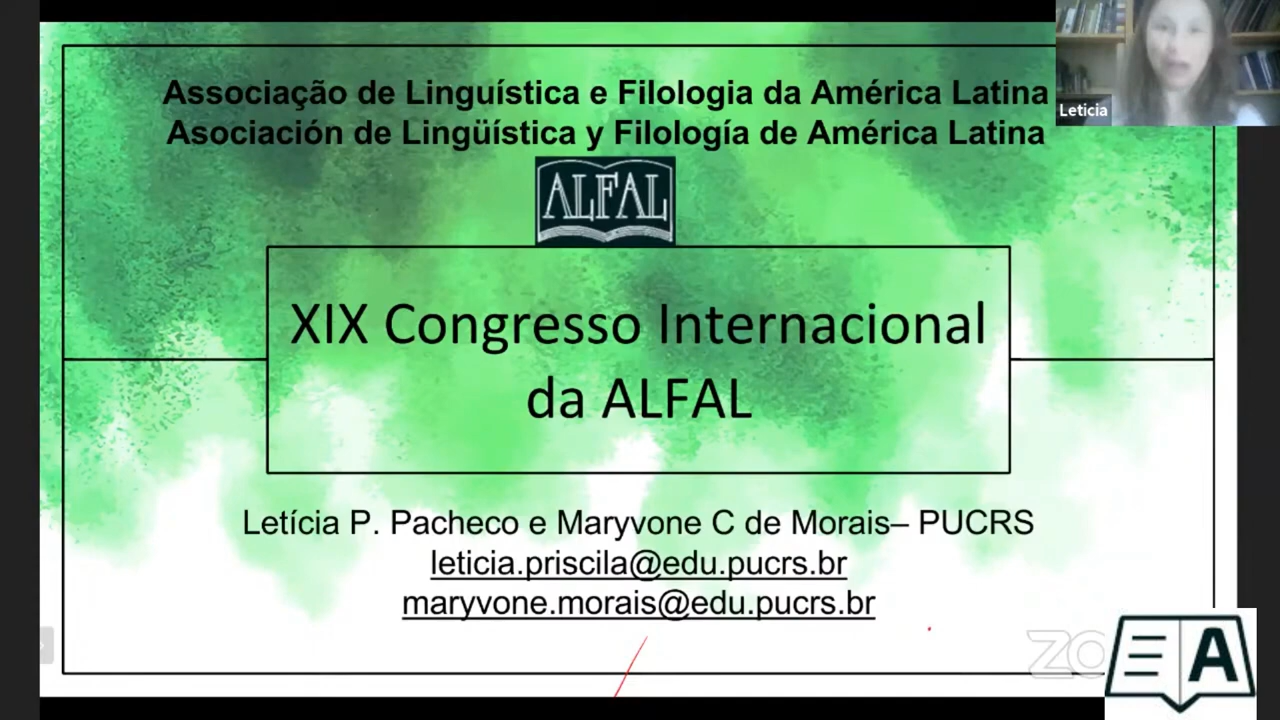 Associação de Linguística e Filologia da América Latina
Asociación de Lingüística y Filología de América Latina
Leticia
ALFAL
XIX Congresso Internacional
da ALFAL
Letícia P. Pacheco e Maryvone C de Morais– PUCRS
leticia.priscila@edu.pucrs.br
maryvone.morais@edu.pucrs.br
A